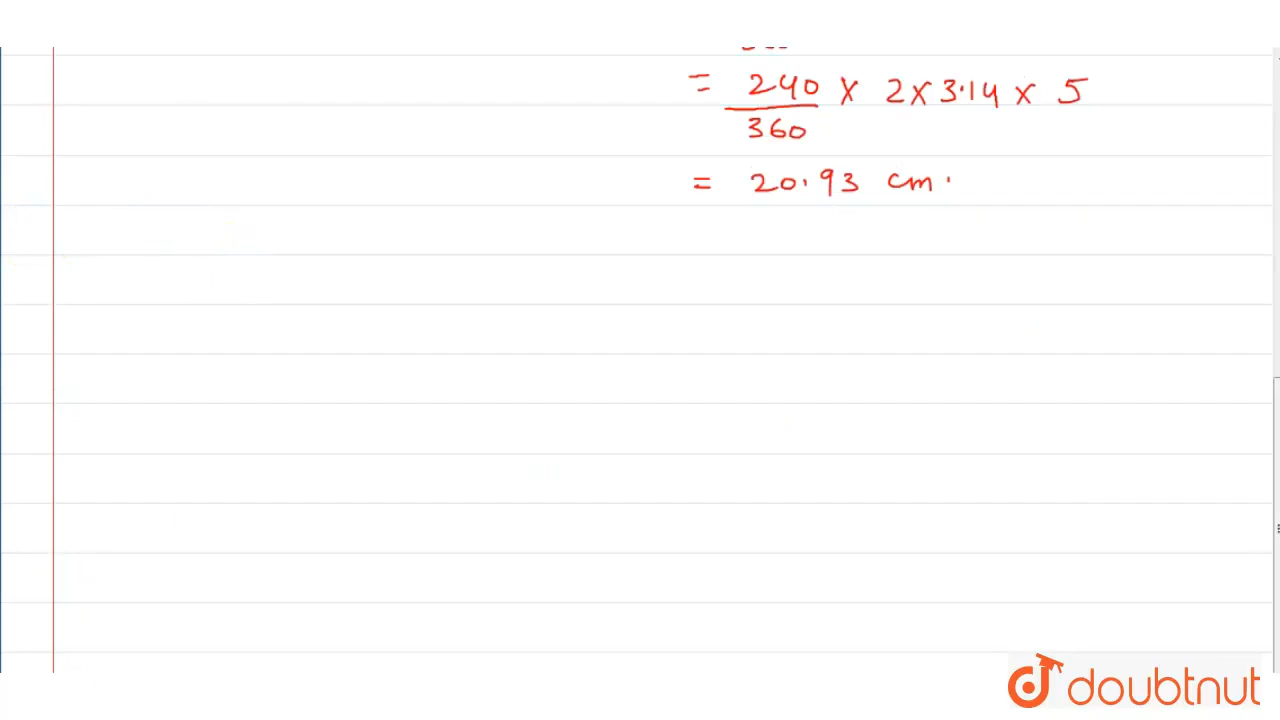 = 240 × 2 × 3.14 × 5
360
= 20.93 cm.
doubtnut